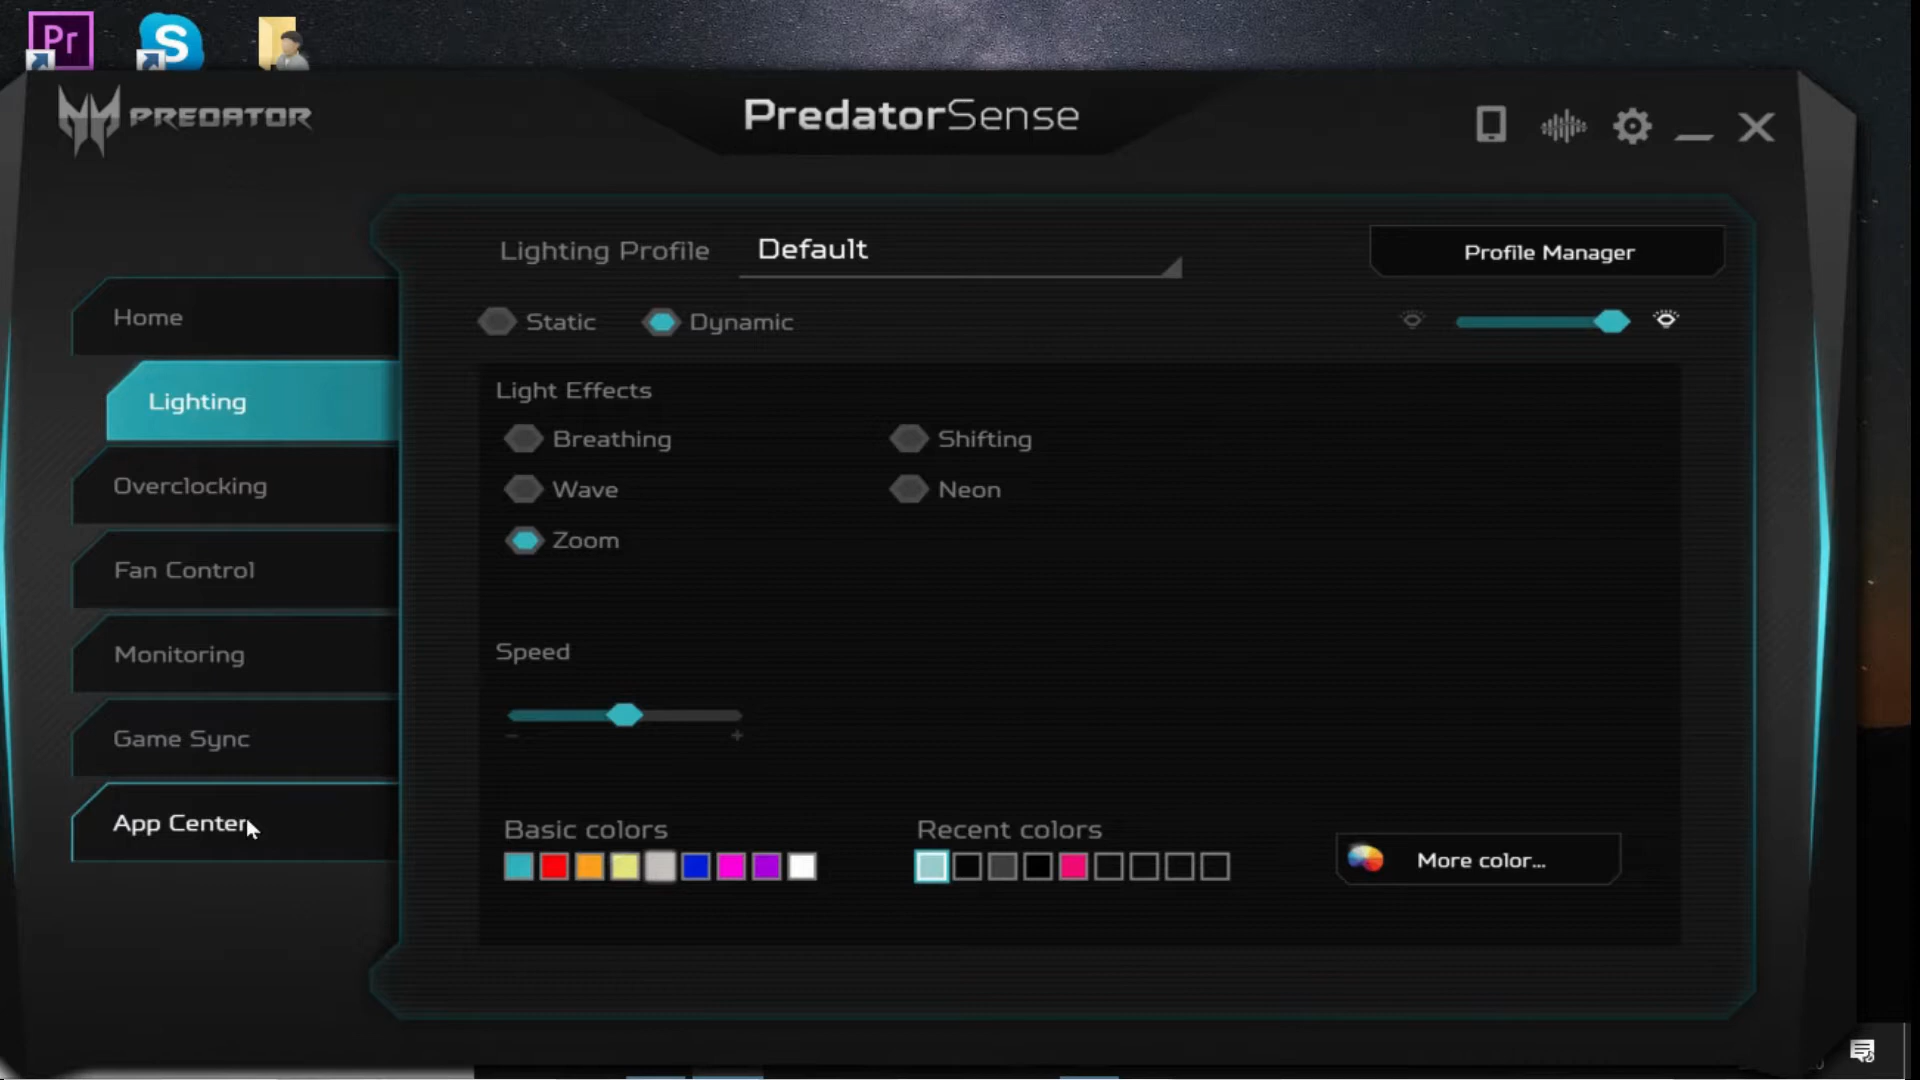 Pr
S
PREDATOR
PredatorSense
Lighting Profile
Default
Profile Manager
Static
Dynamic
Home
Lighting
Overclocking
Fan Control
Monitoring
Game Sync
App Center
Light Effects
Breathing
Shifting
Wave
Neon
Zoom
Speed
-
+
Basic colors
Recent colors
More color...